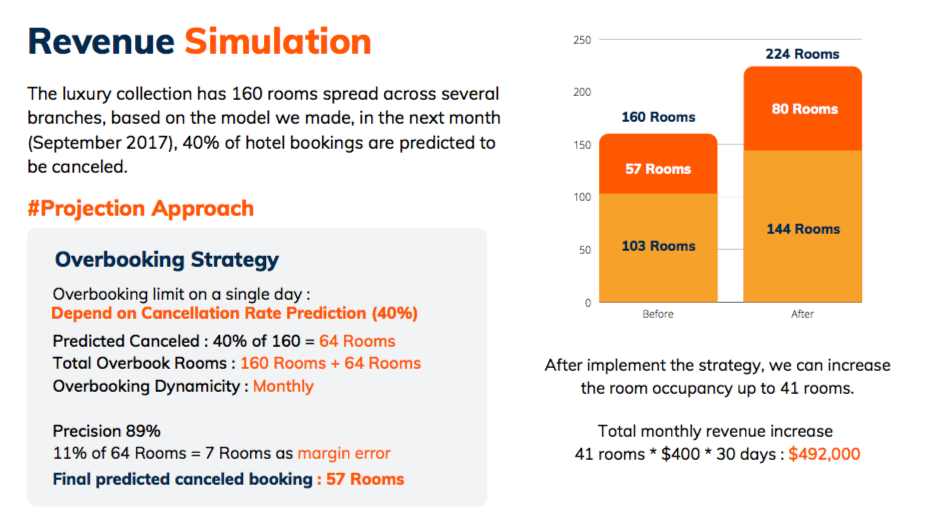 Revenue Simulation
The luxury collection has 160 rooms spread across several
branches, based on the model we made, in the next month
(September 2017), 40% of hotel bookings are predicted to
be canceled.
#Projection Approach
Overbooking Strategy
Overbooking limit on a single day :
Depend on Cancellation Rate Prediction (40%)
Predicted Canceled : 40% of 160 = 64 Rooms
Total Overbook Rooms : 160 Rooms + 64 Rooms
Overbooking Dynamicity : Monthly
Precision 89%
11% of 64 Rooms = 7 Rooms as margin error
Final predicted canceled booking : 57 Rooms
250
224 Rooms
200
80 Rooms
160 Rooms
150
57 Rooms
100
144 Rooms
103 Rooms
50
0
Before
After
After implement the strategy, we can increase
the room occupancy up to 41 rooms.
Total monthly revenue increase
41 rooms * $400 * 30 days : $492,000